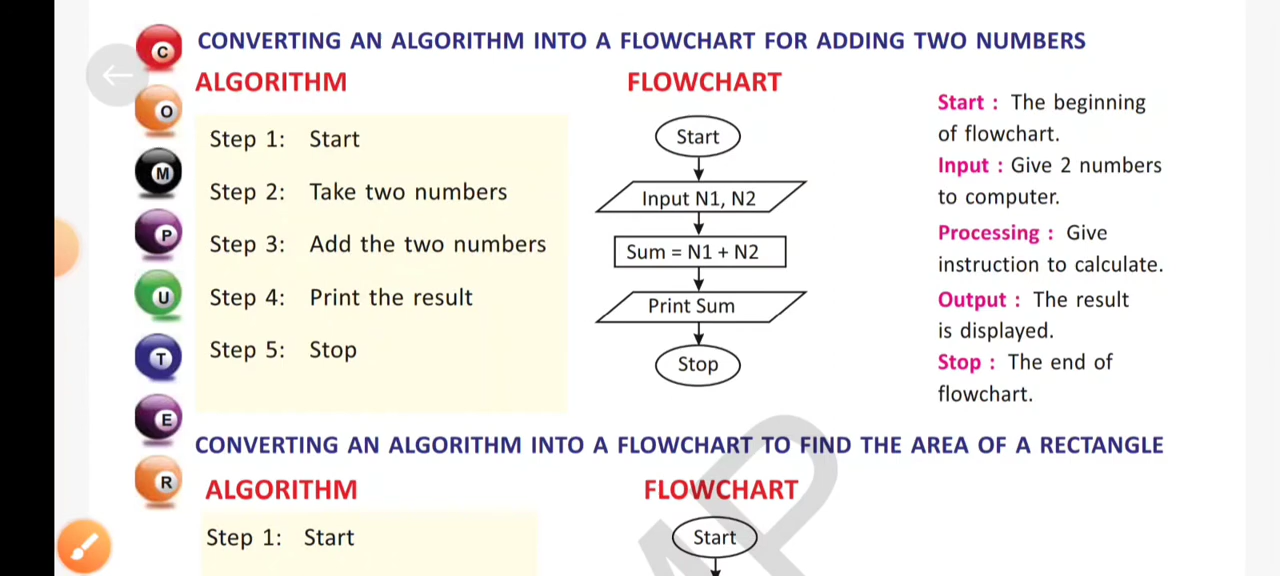 C
O
M
P
U
T
E
R
CONVERTING AN ALGORITHM INTO A FLOWCHART FOR ADDING TWO NUMBERS
ALGORITHM
Step 1: Start
Step 2: Take two numbers
Step 3: Add the two numbers
Step 4: Print the result
Step 5: Stop
FLOWCHART
Start
Input N1, N2
Sum = N1 + N2
Print Sum
Stop
Start : The beginning
of flowchart.
Input : Give 2 numbers
to computer.
Processing : Give
instruction to calculate.
Output : The result
is displayed.
Stop : The end of
flowchart.
CONVERTING AN ALGORITHM INTO A FLOWCHART TO FIND THE AREA OF A RECTANGLE
ALGORITHM
Step 1: Start
FLOWCHART
Start